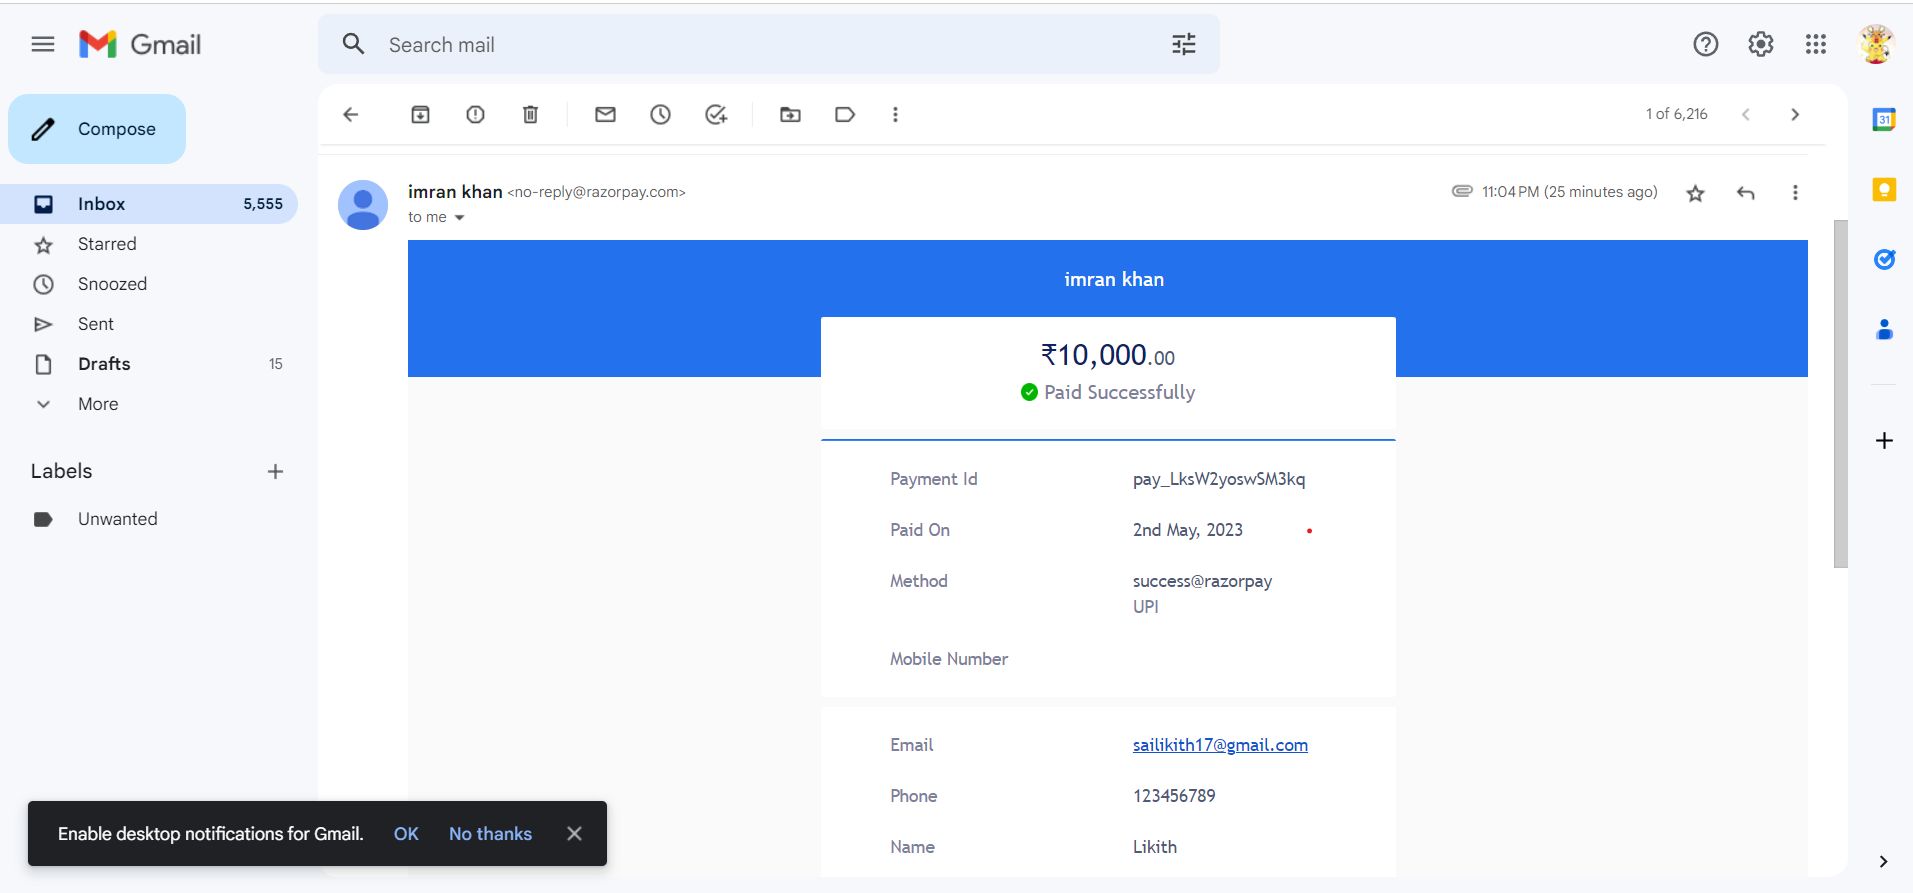 Gmail
Search mail
Compose
1 of 6,216
Inbox 5,555
Starred
Snoozed
Sent
Drafts 15
More
Labels
Unwanted
imran khan <no-reply@razorpay.com>
11:04 PM (25 minutes ago)
to me
imran khan
₹10,000.00
Paid Successfully
Payment Id pay_LksW2yoswSM3kq
Paid On 2nd May, 2023
Method success@razorpay
UPI
Mobile Number
Email sailikith17@gmail.com
Phone 123456789
Name Likith
Enable desktop notifications for Gmail. OK No thanks
31